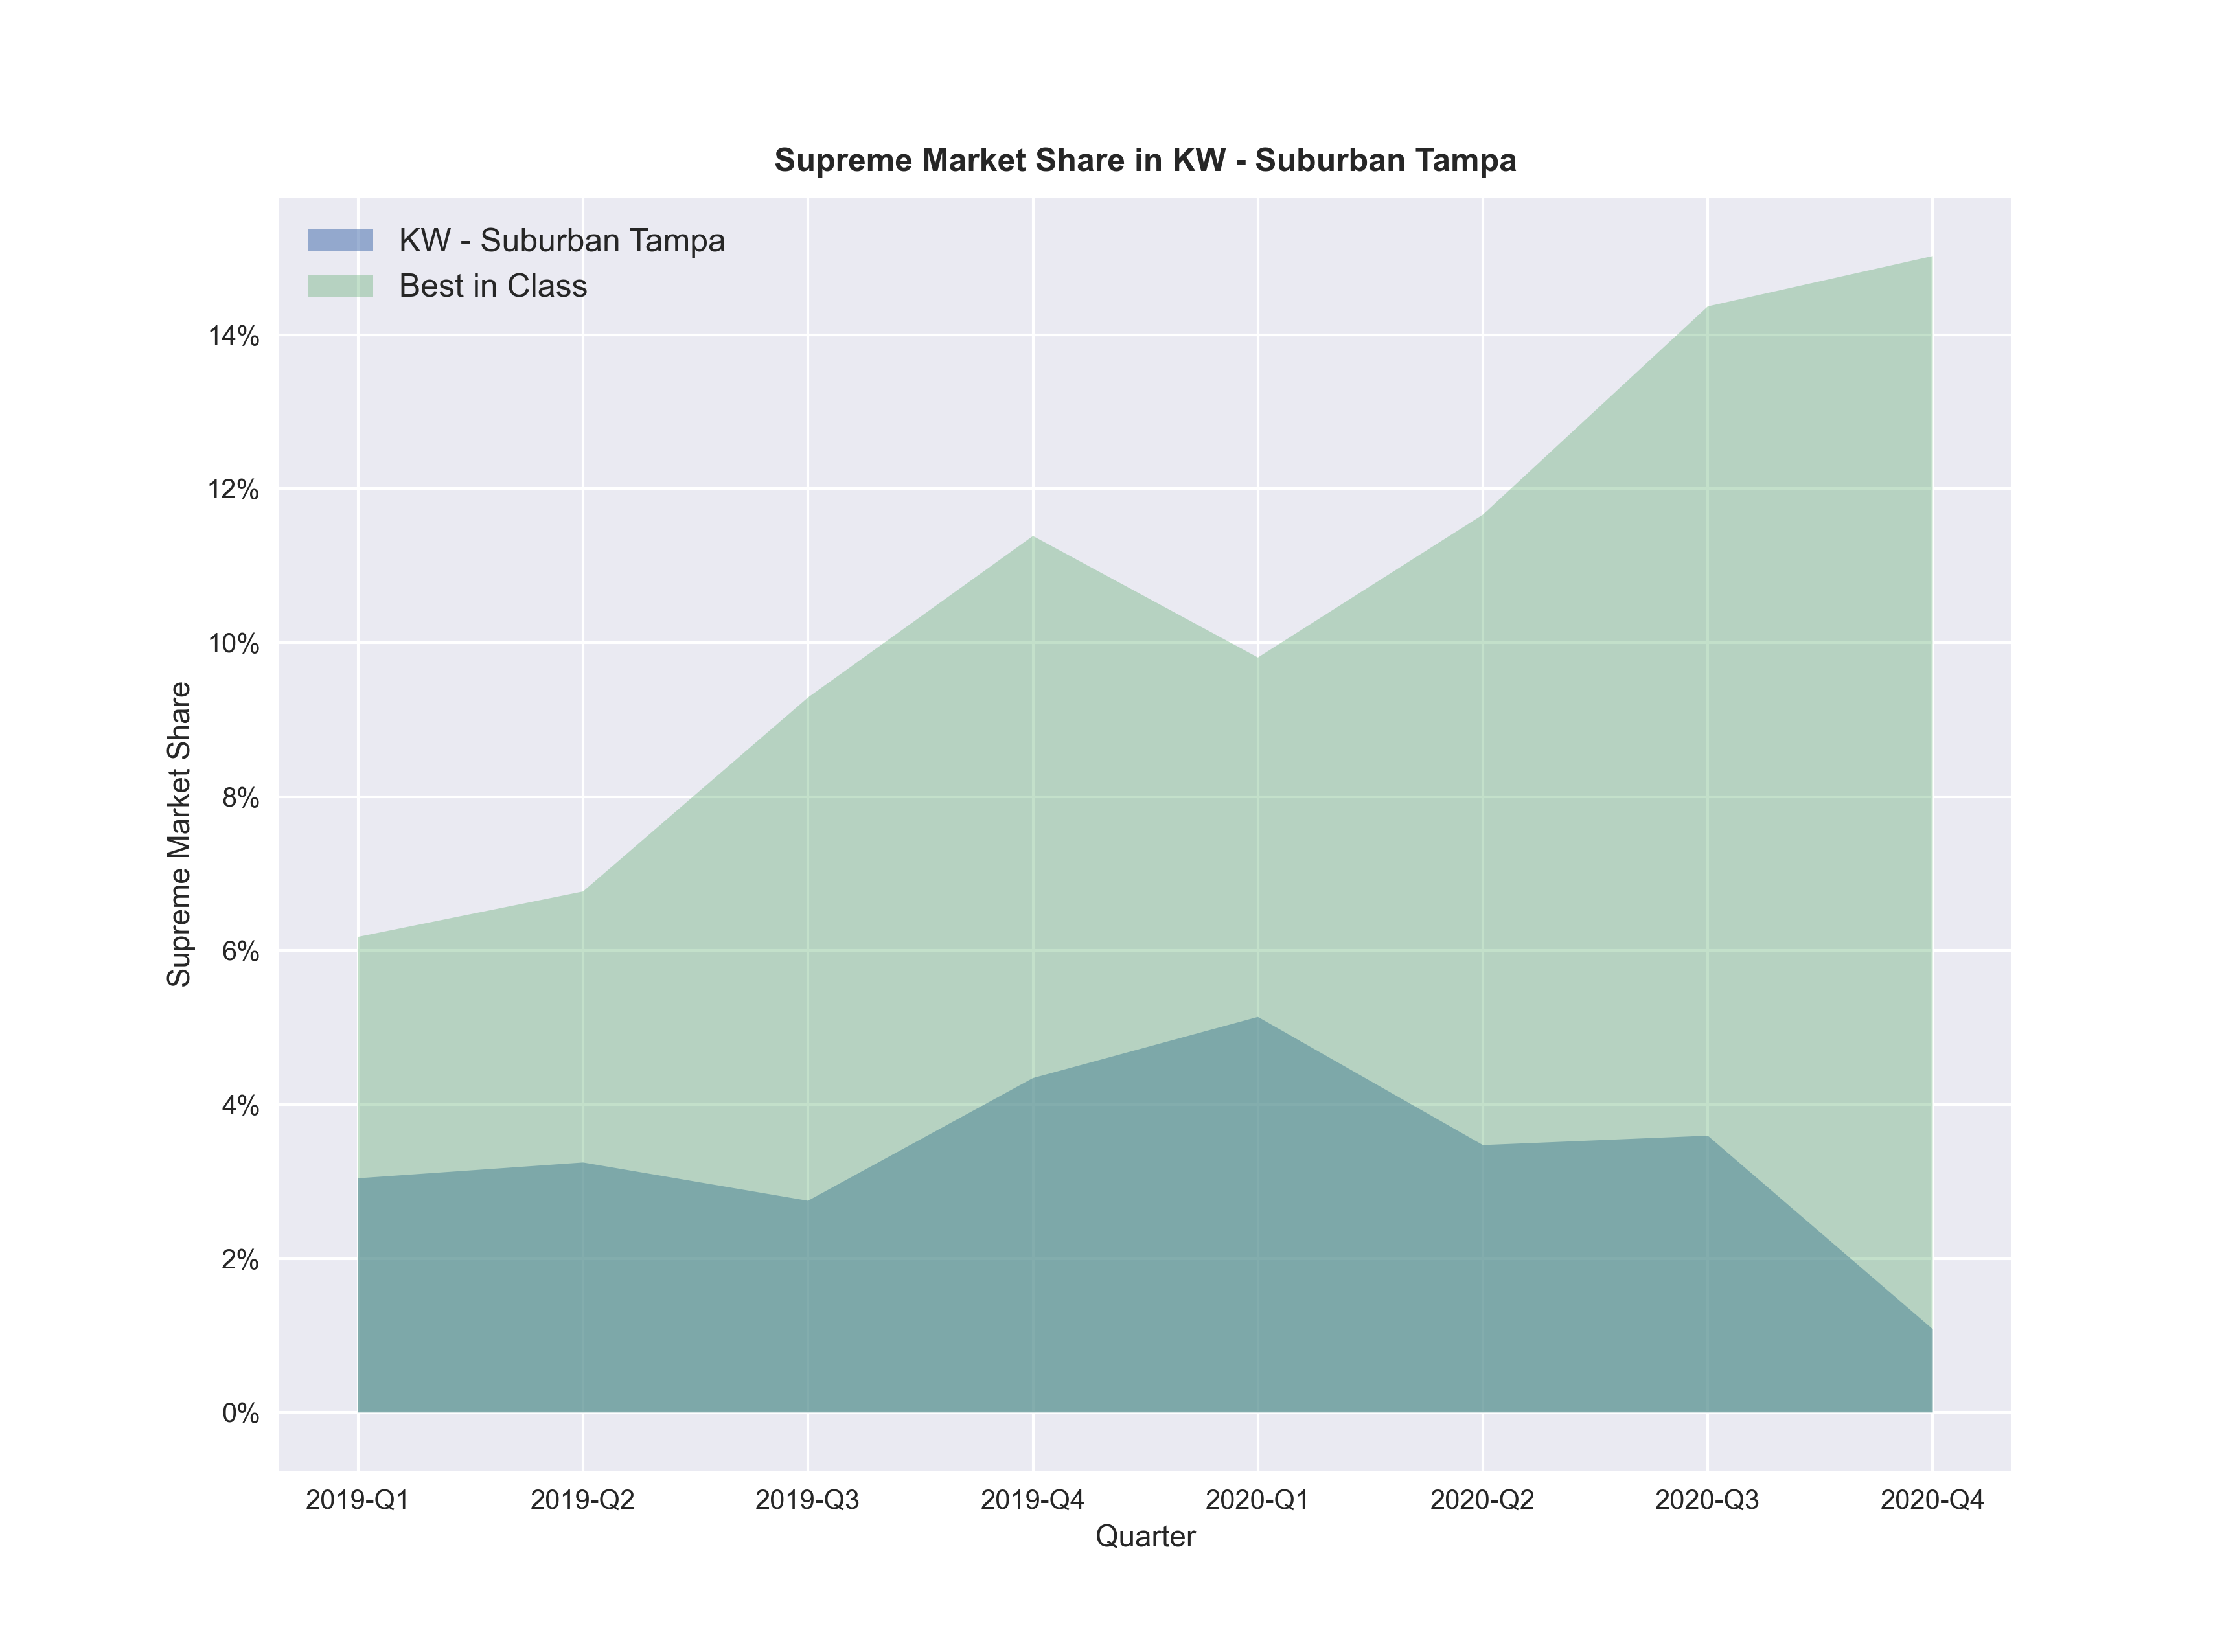 Supreme Market Share in KW - Suburban Tampa
KW - Suburban Tampa
Best in Class
14%
12%
10%
8%
6%
4%
2%
0%
Supreme Market Share
2019-Q1 2019-Q2 2019-Q3 2019-Q4 2020-Q1 2020-Q2 2020-Q3 2020-Q4
Quarter